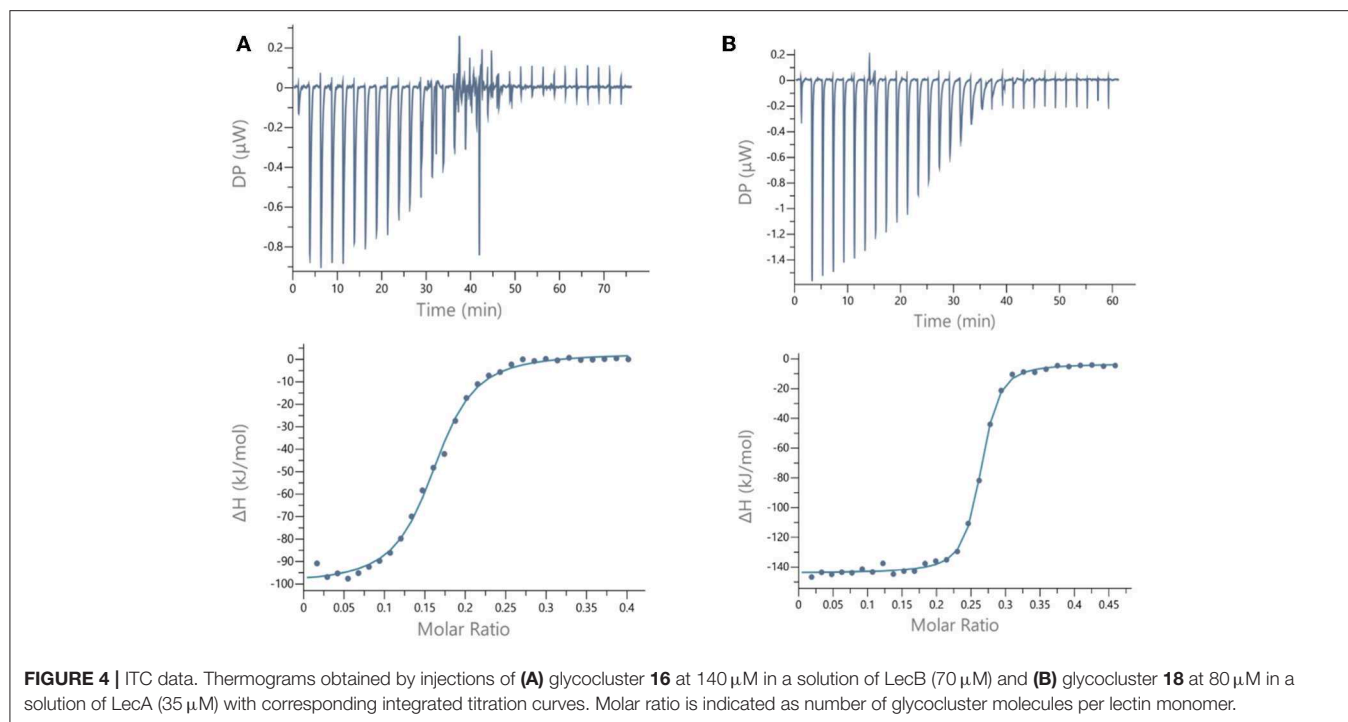 A
0.2
0
-0.2
-0.4
-0.6
-0.8
DP (µW)
0 10 20 30 40 50 60 70
Time (min)
0
-10
-20
-30
-40
-50
-60
-70
-80
-90
-100
ΔH (kJ/mol)
0 0.05 0.1 0.15 0.2 0.25 0.3 0.35 0.4
Molar Ratio
B
0.2
0
-0.2
-0.4
-0.6
-0.8
-1
-1.2
-1.4
DP (µW)
0 10 20 30 40 50 60
Time (min)
0
-20
-40
-60
-80
-100
-120
-140
ΔH (kJ/mol)
0 0.05 0.1 0.15 0.2 0.25 0.3 0.35 0.4 0.45
Molar Ratio
FIGURE 4 | ITC data. Thermograms obtained by injections of (A) glycocluster 16 at 140 µM in a solution of LecB (70 µM) and (B) glycocluster 18 at 80 µM in a
solution of LecA (35 µM) with corresponding integrated titration curves. Molar ratio is indicated as number of glycocluster molecules per lectin monomer.